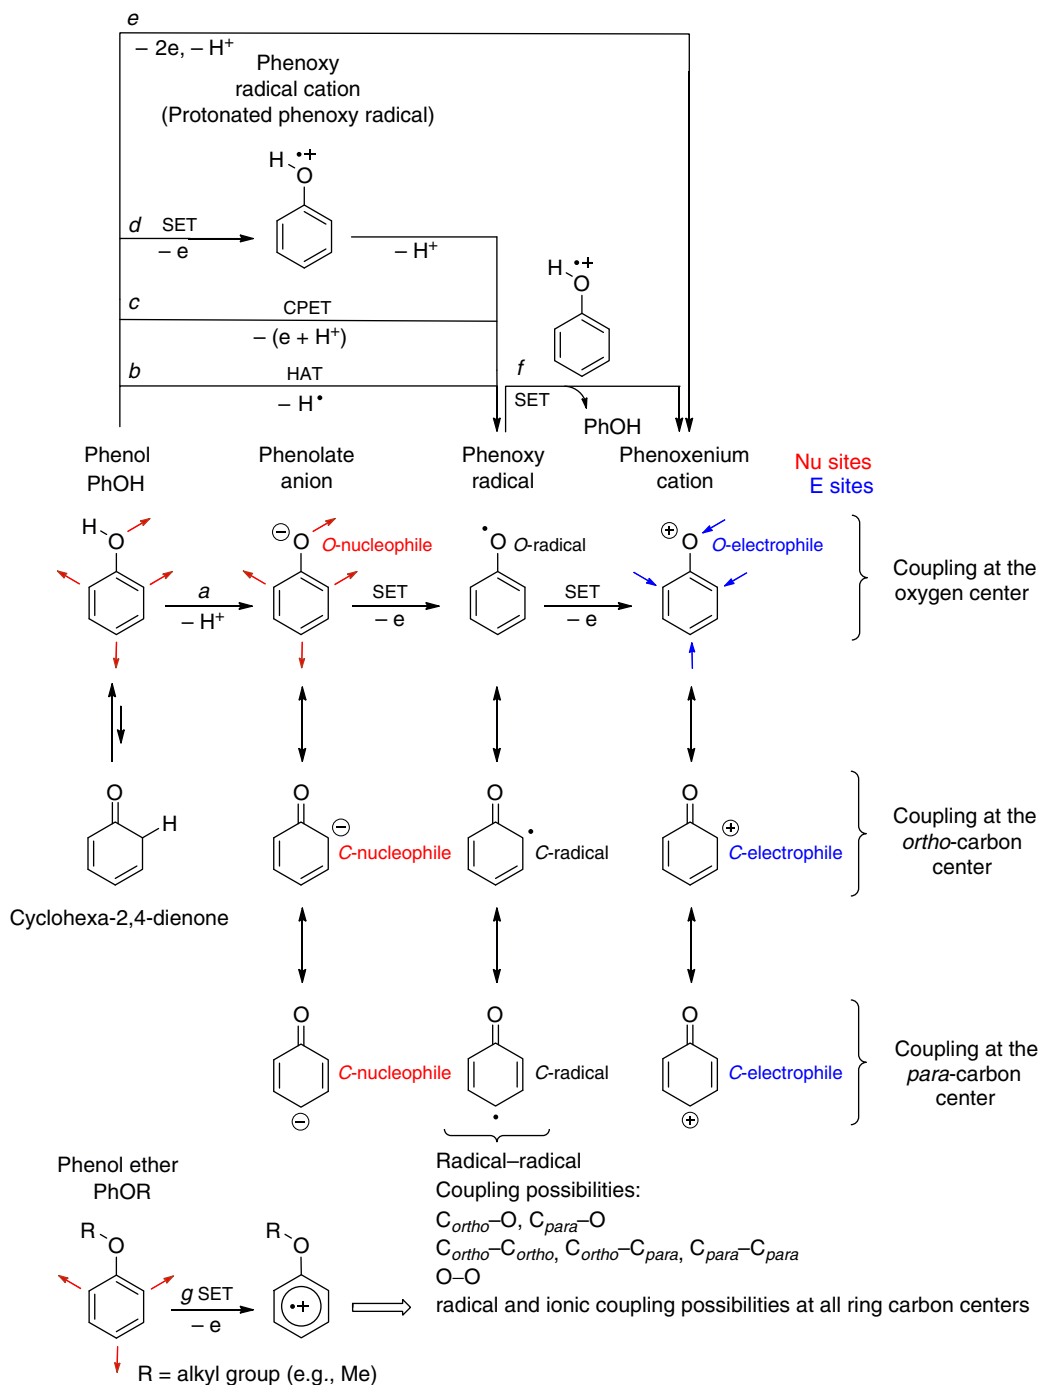 e
– 2e, – H⁺
Phenoxy
radical cation
(Protonated phenoxy radical)
H
O
•+
d SET
– e
– H⁺
H
O
•+
c CPET
– (e + H⁺)
b HAT
– H•
f
SET
PhOH
Phenol
PhOH
Phenolate
anion
Phenoxy
radical
Phenoxenium
cation
Nu sites
E sites
H
O
⊖
O
O-nucleophile
•
O
O-radical
⊕
O
O-electrophile
Coupling at the
oxygen center
a
– H⁺
SET
– e
SET
– e
O
H
O
⊖
C-nucleophile
O
•
C-radical
O
⊕
C-electrophile
Coupling at the
ortho-carbon
center
Cyclohexa-2,4-dienone
O
C-nucleophile
⊖
O
C-radical
•
O
C-electrophile
⊕
Coupling at the
para-carbon
center
Phenol ether
PhOR
R
O
g SET
– e
R
O
•+
R = alkyl group (e.g., Me)
Radical–radical
Coupling possibilities:
Cortho–O, Cpara–O
Cortho–Cortho, Cortho–Cpara, Cpara–Cpara
O–O
radical and ionic coupling possibilities at all ring carbon centers